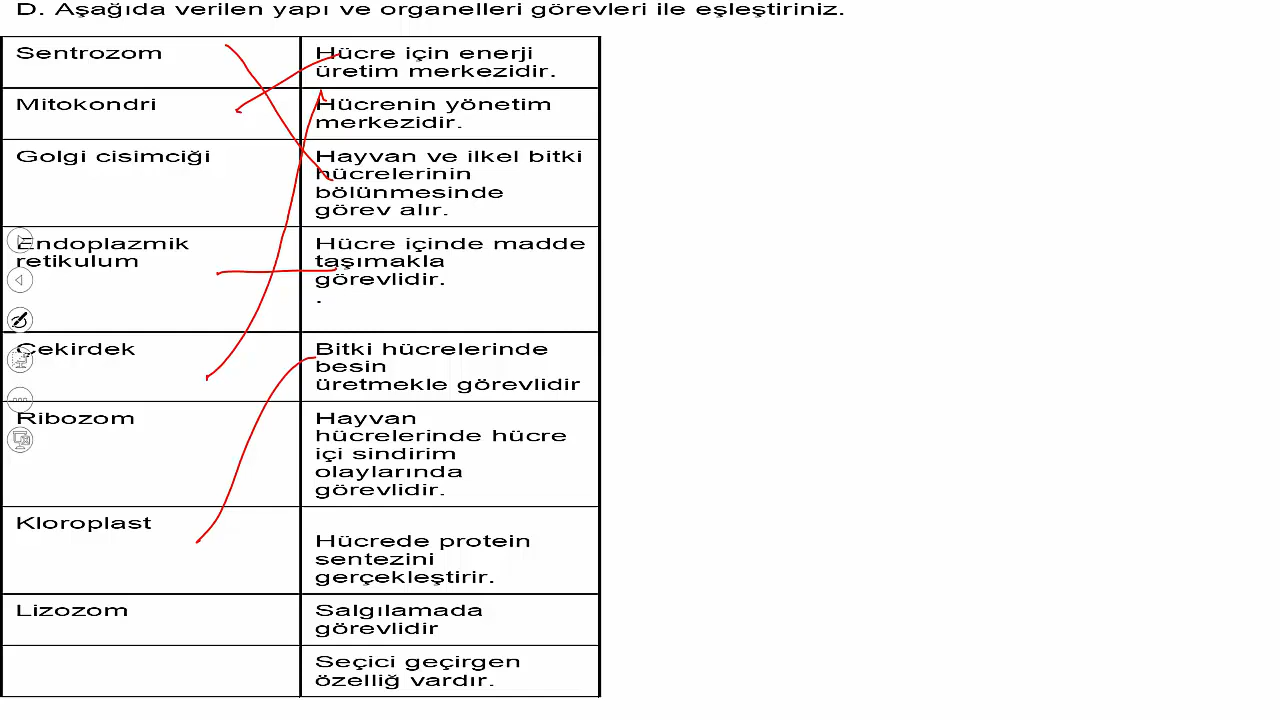 D. Aşağıda verilen yapı ve organelleri görevleri ile eşleştiriniz.
Sentrozom
Hücre için enerji
üretim merkezidir.
Mitokondri
Hücrenin yönetim
merkezidir.
Golgi cisimciği
Hayvan ve ilkel bitki
hücrelerinin
bölünmesinde
görev alır.
Endoplazmik
retikulum
Hücre içinde madde
taşımakla
görevlidir.
.
Çekirdek
Bitki hücrelerinde
besin
üretmekle görevlidir
Ribozom
Hayvan
hücrelerinde hücre
içi sindirim
olaylarında
görevlidir.
Kloroplast
Hücrede protein
sentezini
gerçekleştirir.
Lizozom
Salgılamada
görevlidir
Seçici geçirgen
özelliğ vardır.